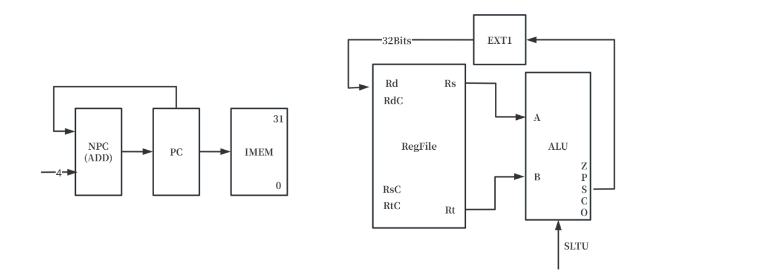 NPC
(ADD)
4
PC
31
IMEM
0
32Bits
EXT1
Rd
RdC
Rs
RegFile
RsC
RtC
Rt
A
B
ALU
Z
P
S
C
O
SLTU